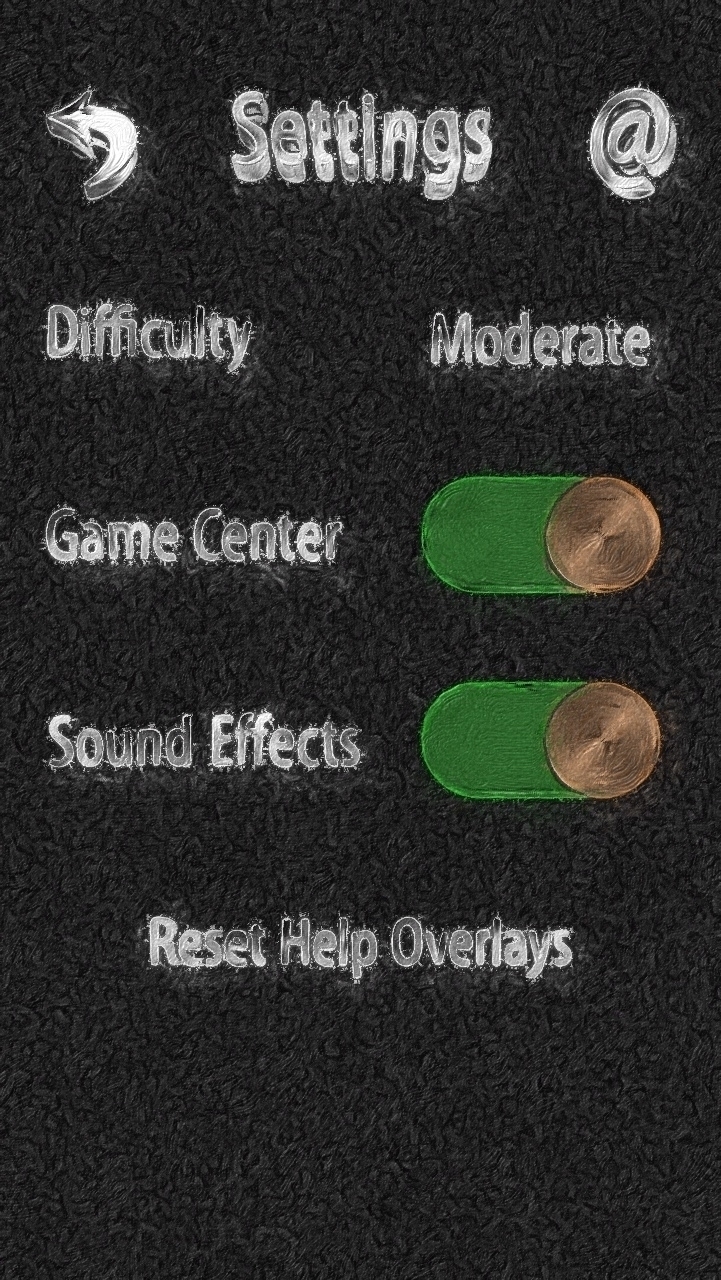 Settings @
Difficulty Moderate
Game Center
Sound Effects
Reset Help Overlays